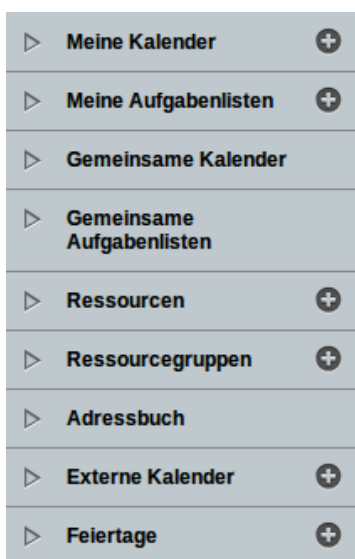 Meine Kalender
Meine Aufgabenlisten
Gemeinsame Kalender
Gemeinsame
Aufgabenlisten
Ressourcen
Ressourcegruppen
Adressbuch
Externe Kalender
Feiertage